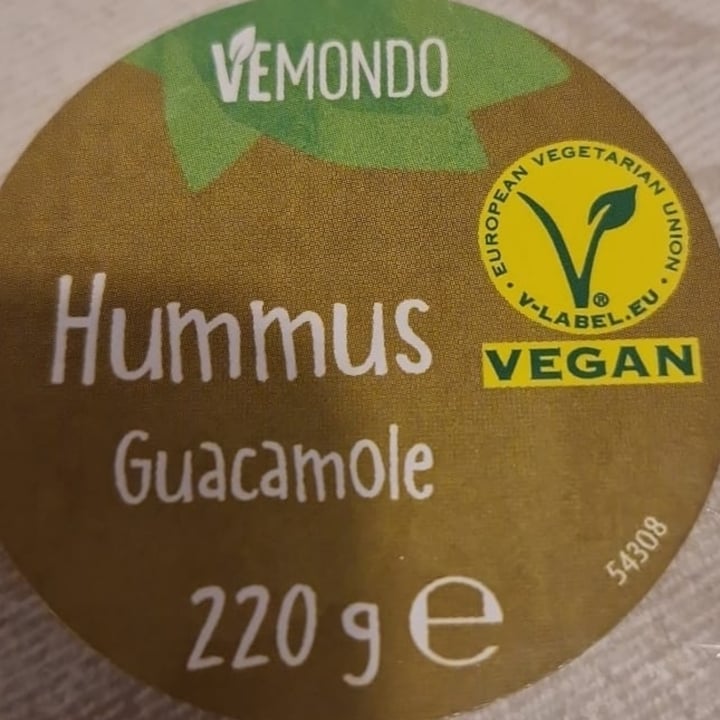 VEMONDO
EUROPEAN VEGETARIAN UNION
V-LABEL.EU
®
VEGAN
Hummus
Guacamole
54308
220 g ℮